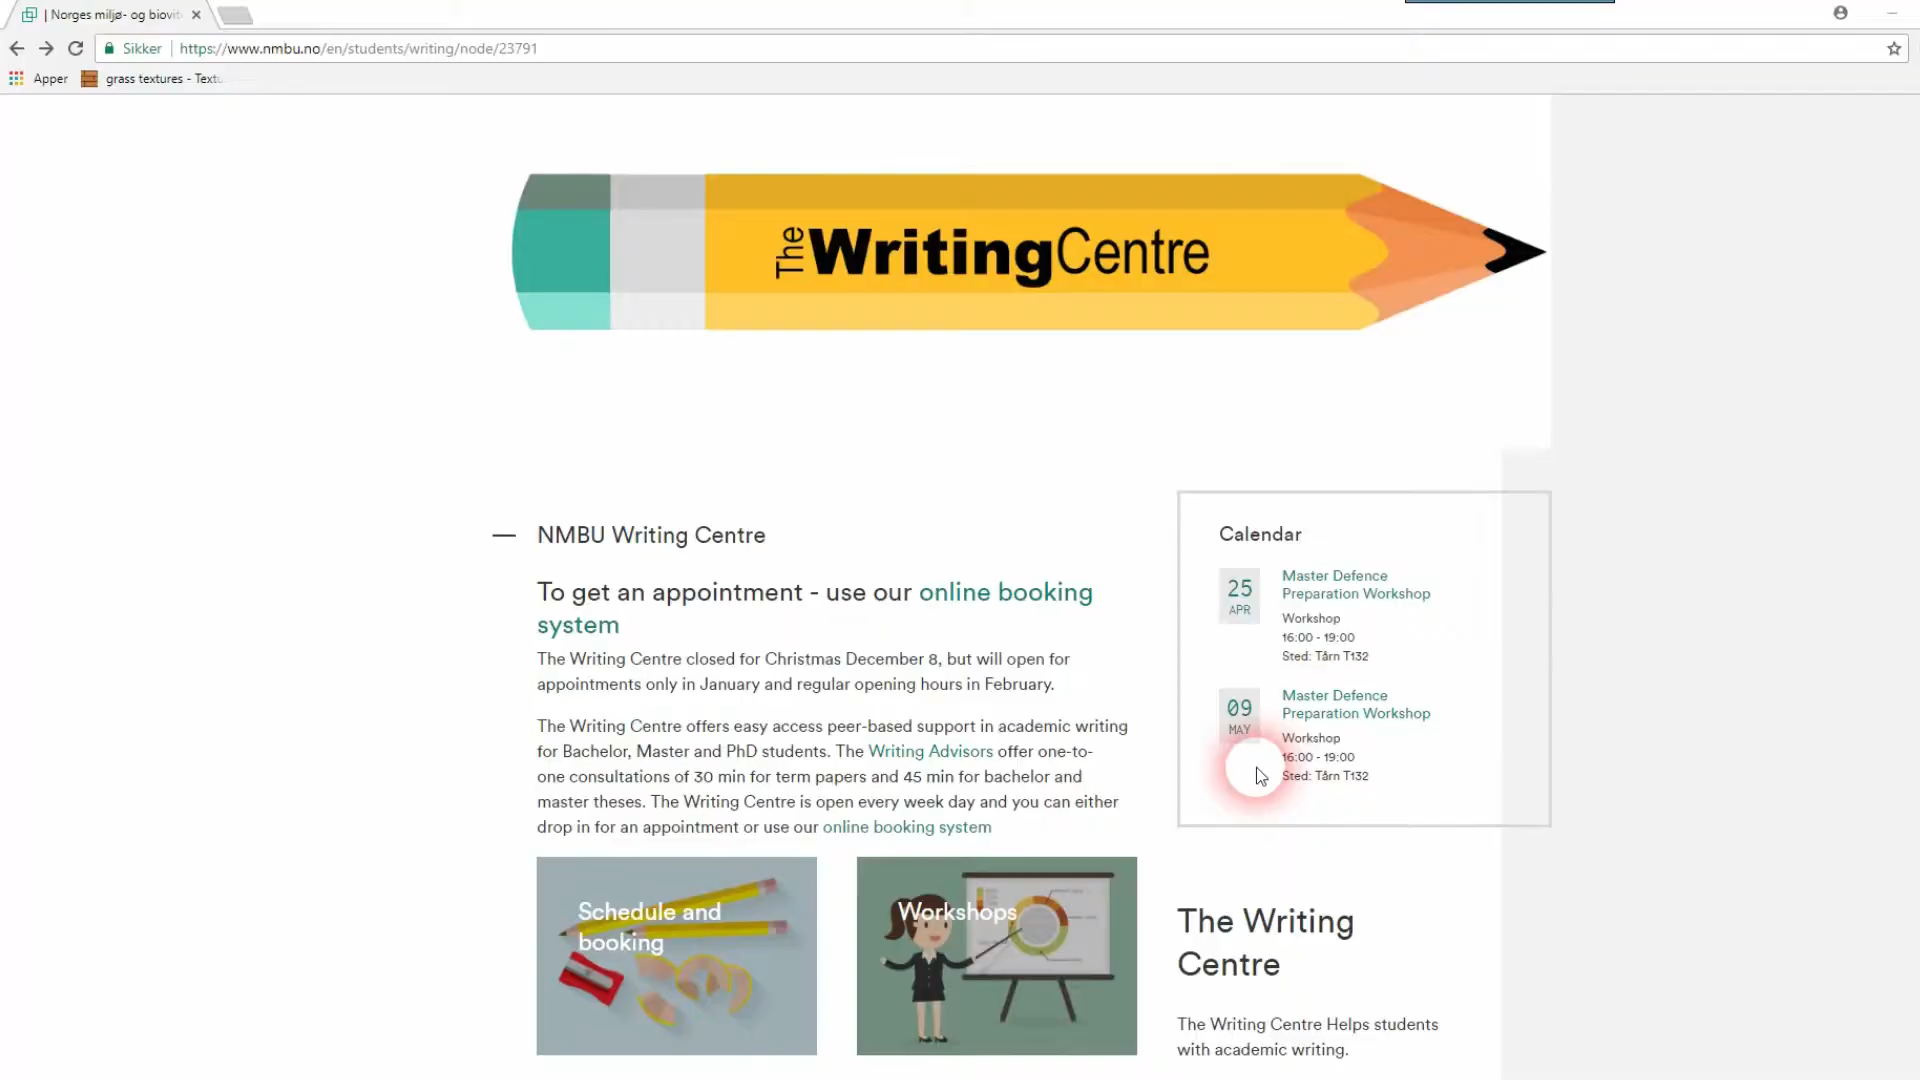 | Norges miljø- og biovit
Sikker
https://www.nmbu.no/en/students/writing/node/23791
Apper
grass textures - Textu
The WritingCentre
NMBU Writing Centre
To get an appointment - use our online booking
system
The Writing Centre closed for Christmas December 8, but will open for
appointments only in January and regular opening hours in February.
The Writing Centre offers easy access peer-based support in academic writing
for Bachelor, Master and PhD students. The Writing Advisors offer one-to-
one consultations of 30 min for term papers and 45 min for bachelor and
master theses. The Writing Centre is open every week day and you can either
drop in for an appointment or use our online booking system
Schedule and
booking
Workshops
Calendar
25
APR
Master Defence
Preparation Workshop
Workshop
16:00 - 19:00
Sted: Tårn T132
09
MAY
Master Defence
Preparation Workshop
Workshop
16:00 - 19:00
Sted: Tårn T132
The Writing
Centre
The Writing Centre Helps students
with academic writing.